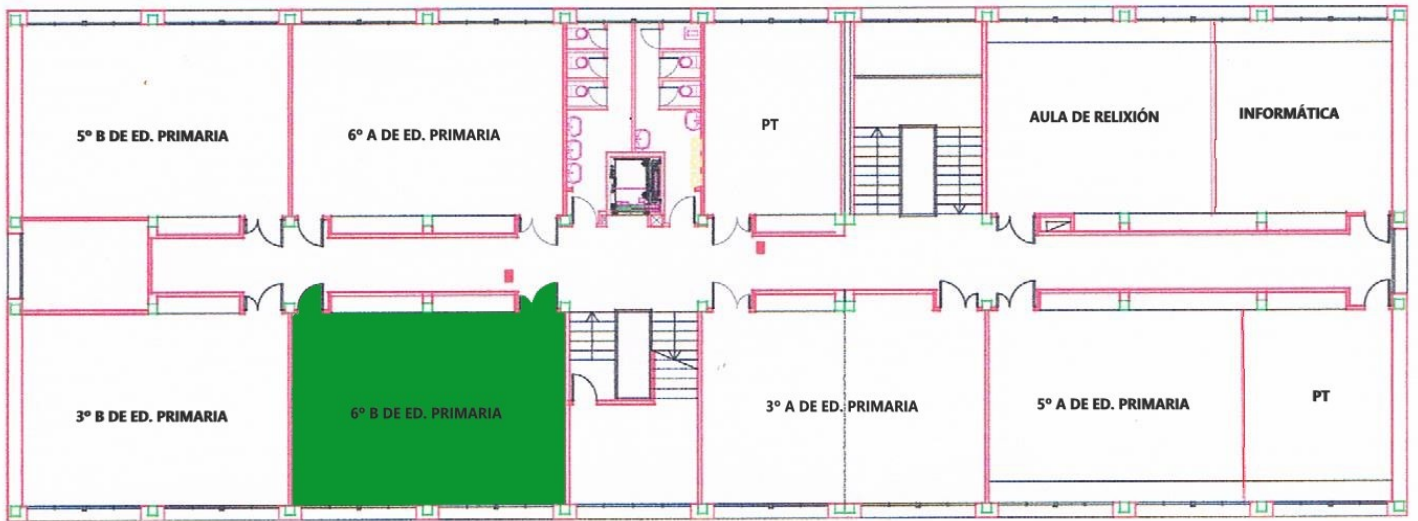 5º B DE ED. PRIMARIA
6º A DE ED. PRIMARIA
PT
AULA DE RELIXIÓN
INFORMÁTICA
3º B DE ED. PRIMARIA
6º B DE ED. PRIMARIA
3º A DE ED. PRIMARIA
5º A DE ED. PRIMARIA
PT